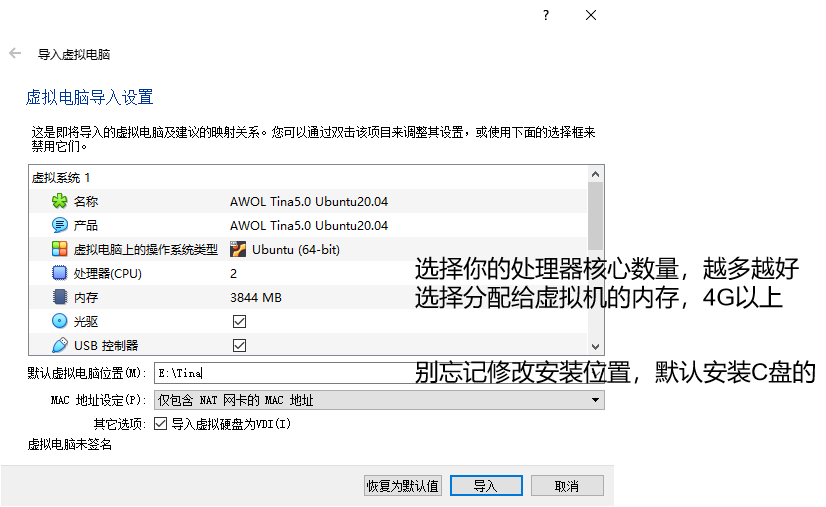 ?
导入虚拟电脑
虚拟电脑导入设置
这是即将导入的虚拟电脑及建议的映射关系。您可以通过双击该项目来调整其设置，或使用下面的选择框来
禁用它们。
虚拟系统 1
名称 AWOL Tina5.0 Ubuntu20.04
产品 AWOL Tina5.0 Ubuntu20.04
虚拟电脑上的操作系统类型 Ubuntu (64-bit)
处理器(CPU) 2
选择你的处理器核心数量，越多越好
内存 3844 MB
选择分配给虚拟机的内存，4G以上
光驱
USB 控制器
默认虚拟电脑位置(M): E:\Tina
别忘记修改安装位置，默认安装C盘的
MAC 地址设定(P): 仅包含 NAT 网卡的 MAC 地址
其它选项: 导入虚拟硬盘为VDI(I)
虚拟电脑未签名
恢复为默认值 导入 取消